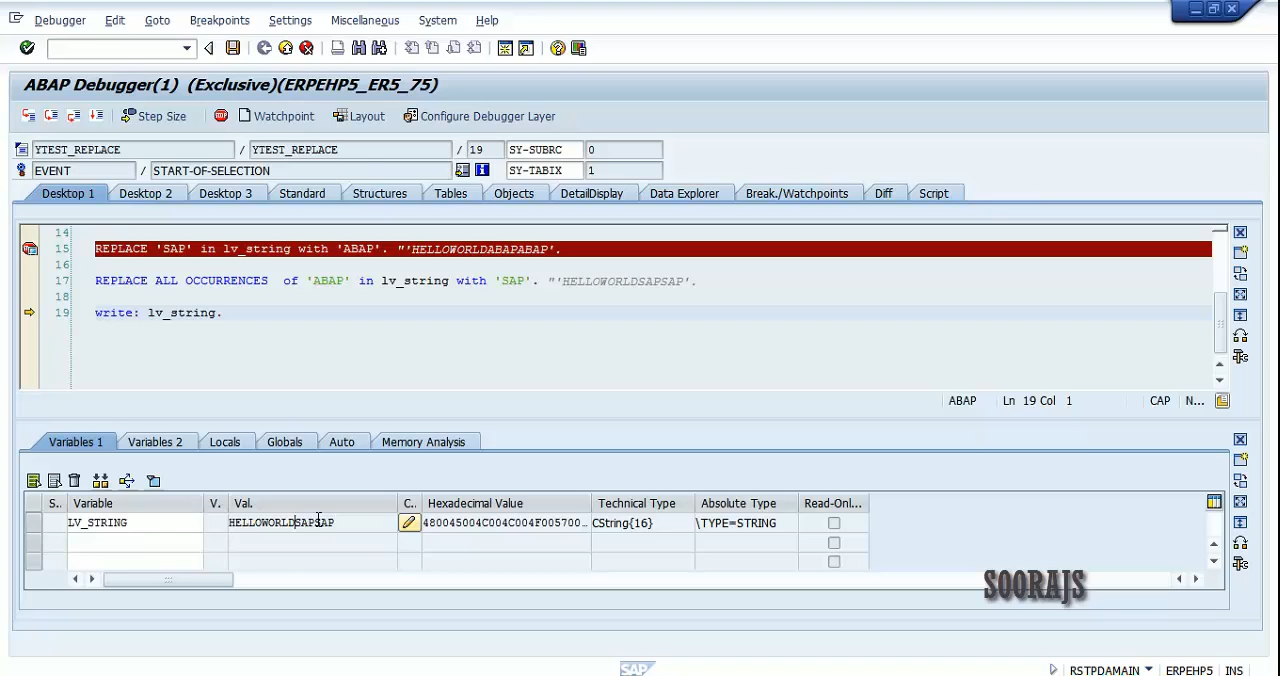 Debugger Edit Goto Breakpoints Settings Miscellaneous System Help
ABAP Debugger(1) (Exclusive)(ERPEHP5_ER5_75)
Step Size Watchpoint Layout Configure Debugger Layer
YTEST_REPLACE / YTEST_REPLACE / 19 SY-SUBRC 0
EVENT / START-OF-SELECTION SY-TABIX 1
Desktop 1 Desktop 2 Desktop 3 Standard Structures Tables Objects DetailDisplay Data Explorer Break./Watchpoints Diff Script
14
15 REPLACE 'SAP' in lv_string with 'ABAP'. "'HELLOWORLDABAPABAP'.
16
17 REPLACE ALL OCCURRENCES of 'ABAP' in lv_string with 'SAP'. "'HELLOWORLDSAPSAP'.
18
19 write: lv_string.
ABAP Ln 19 Col 1 CAP N...
Variables 1 Variables 2 Locals Globals Auto Memory Analysis
S.. Variable V. Val. C.. Hexadecimal Value Technical Type Absolute Type Read-Onl...
LV_STRING HELLOWORLDSAPSAP 480045004C004C004F005700... CString{16} \TYPE=STRING
SOORAJS
SAP RSTPDAMAIN ERPEHP5 INS